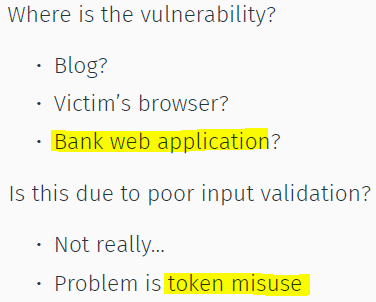 Where is the vulnerability?
· Blog?
· Victim’s browser?
· Bank web application?
Is this due to poor input validation?
· Not really...
· Problem is token misuse